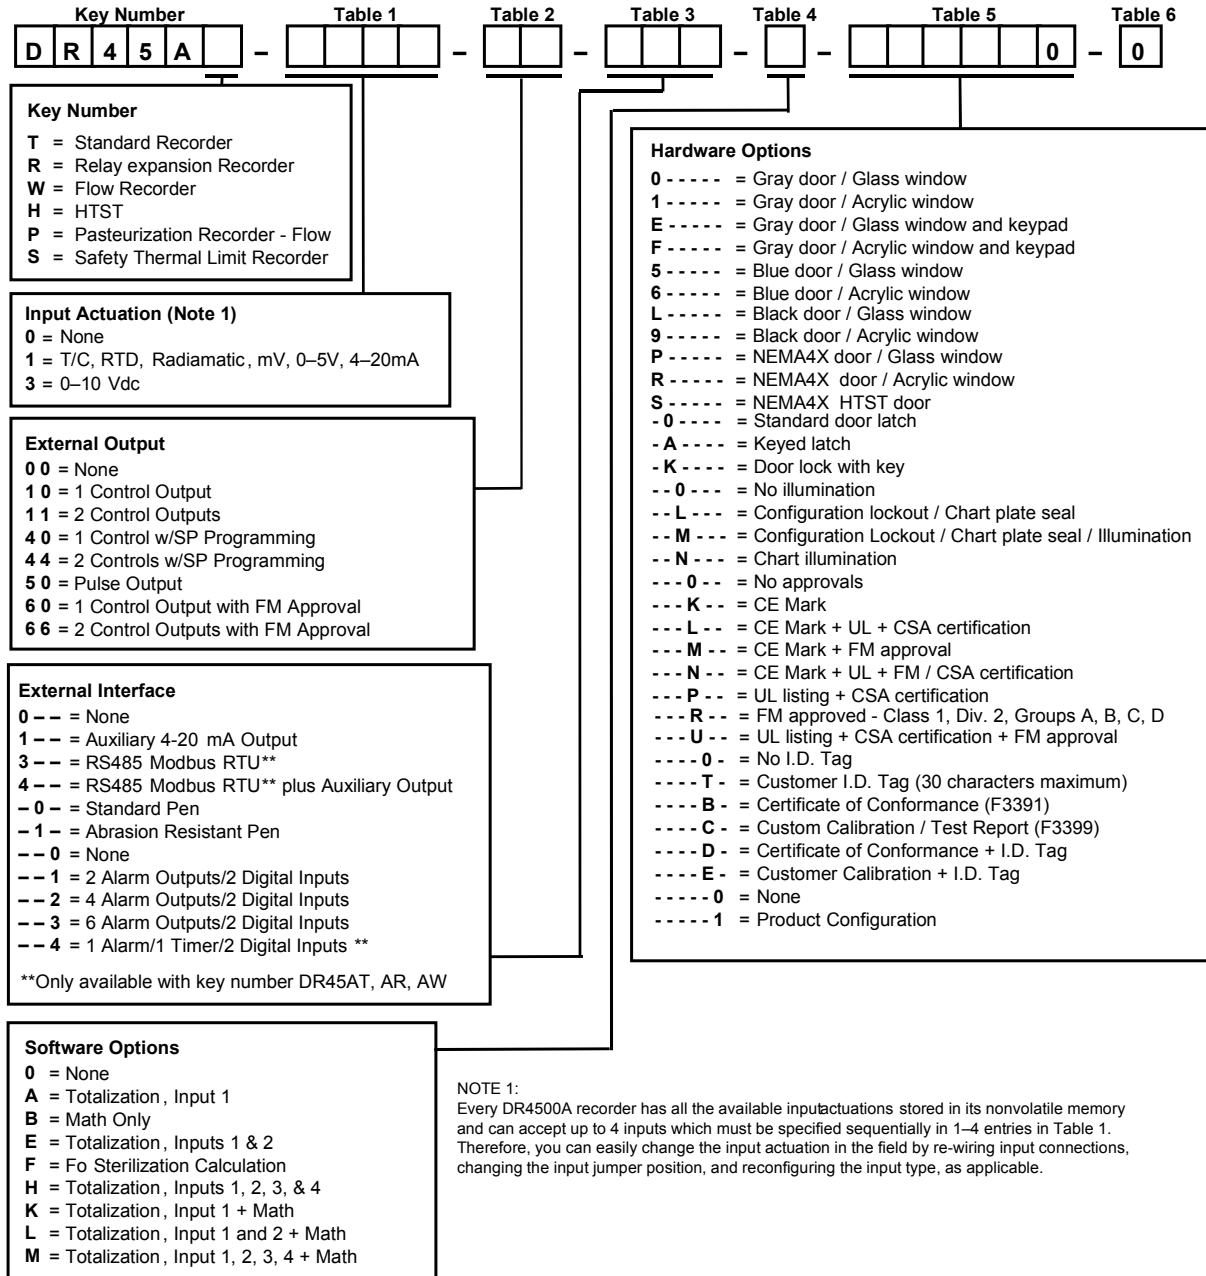 Key Number Table 1 Table 2 Table 3 Table 4 Table 5 Table 6
D R 4 5 A – - – – - 0 – 0
Key Number
T = Standard Recorder
R = Relay expansion Recorder
W = Flow Recorder
H = HTST
P = Pasteurization Recorder - Flow
S = Safety Thermal Limit Recorder
Input Actuation (Note 1)
0 = None
1 = T/C, RTD, Radiamatic, mV, 0–5V, 4–20mA
3 = 0–10 Vdc
External Output
0 0 = None
1 0 = 1 Control Output
1 1 = 2 Control Outputs
4 0 = 1 Control w/SP Programming
4 4 = 2 Controls w/SP Programming
5 0 = Pulse Output
6 0 = 1 Control Output with FM Approval
6 6 = 2 Control Outputs with FM Approval
External Interface
0 – – = None
1 – – = Auxiliary 4-20 mA Output
3 – – = RS485 Modbus RTU**
4 – – = RS485 Modbus RTU** plus Auxiliary Output
– 0 – = Standard Pen
– 1 – = Abrasion Resistant Pen
– – 0 = None
– – 1 = 2 Alarm Outputs/2 Digital Inputs
– – 2 = 4 Alarm Outputs/2 Digital Inputs
– – 3 = 6 Alarm Outputs/2 Digital Inputs
– – 4 = 1 Alarm/1 Timer/2 Digital Inputs **
**Only available with key number DR45AT, AR, AW
Software Options
0 = None
A = Totalization, Input 1
B = Math Only
E = Totalization, Inputs 1 & 2
F = Fo Sterilization Calculation
H = Totalization, Inputs 1, 2, 3, & 4
K = Totalization, Input 1 + Math
L = Totalization, Input 1 and 2 + Math
M = Totalization, Input 1, 2, 3, 4 + Math
Hardware Options
0 - - - - - = Gray door / Glass window
1 - - - - - = Gray door / Acrylic window
E - - - - - = Gray door / Glass window and keypad
F - - - - - = Gray door / Acrylic window and keypad
5 - - - - - = Blue door / Glass window
6 - - - - - = Blue door / Acrylic window
L - - - - - = Black door / Glass window
9 - - - - - = Black door / Acrylic window
P - - - - - = NEMA4X door / Glass window
R - - - - - = NEMA4X door / Acrylic window
S - - - - - = NEMA4X HTST door
- 0 - - - - = Standard door latch
- A - - - - = Keyed latch
- K - - - - = Door lock with key
- - 0 - - - = No illumination
- - L - - - = Configuration lockout / Chart plate seal
- - M - - - = Configuration Lockout / Chart plate seal / Illumination
- - N - - - = Chart illumination
- - - 0 - - = No approvals
- - - K - - = CE Mark
- - - L - - = CE Mark + UL + CSA certification
- - - M - - = CE Mark + FM approval
- - - N - - = CE Mark + UL + FM / CSA certification
- - - P - - = UL listing + CSA certification
- - - R - - = FM approved - Class 1, Div. 2, Groups A, B, C, D
- - - U - - = UL listing + CSA certification + FM approval
- - - - 0 - = No I.D. Tag
- - - - T - = Customer I.D. Tag (30 characters maximum)
- - - - B - = Certificate of Conformance (F3391)
- - - - C - = Custom Calibration / Test Report (F3399)
- - - - D - = Certificate of Conformance + I.D. Tag
- - - - E - = Customer Calibration + I.D. Tag
- - - - - 0 = None
- - - - - 1 = Product Configuration
NOTE 1:
Every DR4500A recorder has all the available inputactuations stored in its nonvolatile memory
and can accept up to 4 inputs which must be specified sequentially in 1–4 entries in Table 1.
Therefore, you can easily change the input actuation in the field by re-wiring input connections,
changing the input jumper position, and reconfiguring the input type, as applicable.